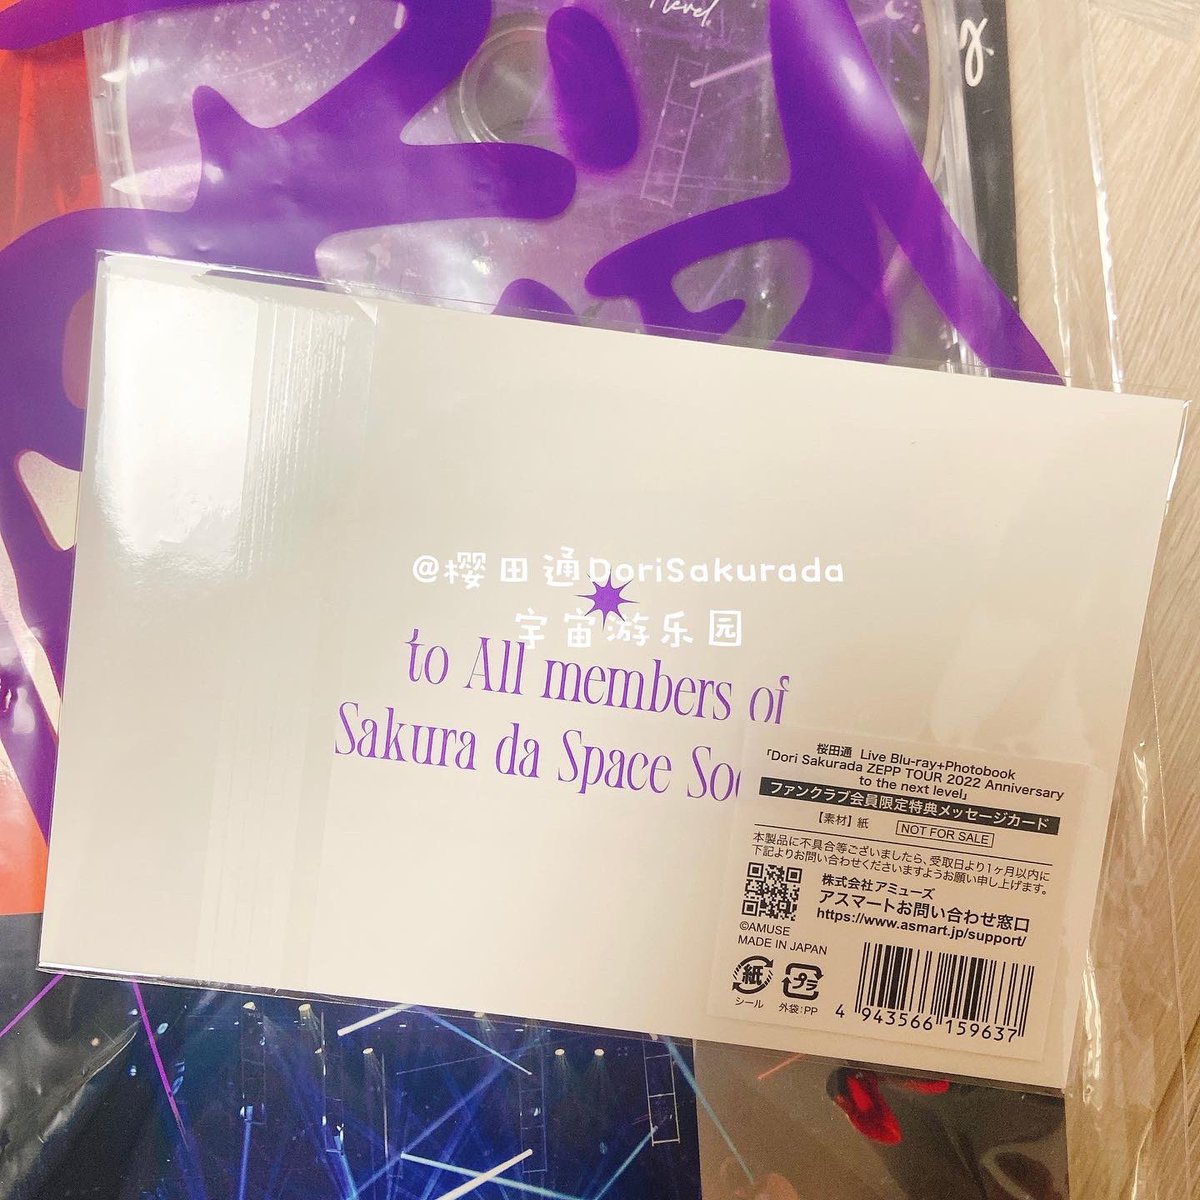 level.
@樱田通DoriSakurada
宇宙游乐园
to All members of
Sakura da Space
桜田通 Live Blu-ray+Photobook
「Dori Sakurada ZEPP TOUR 2022 Anniversary
to the next level」
ファンクラブ会員限定特典メッセージカード
【素材】紙 NOT FOR SALE
本製品に不具合等ございましたら、受取日より1ヶ月以内に
下記よりお問い合わせくださいますようお願い申し上げます。
株式会社アミューズ
アスマートお問い合わせ窓口
https://www.asmart.jp/support/
©AMUSE
MADE IN JAPAN
紙 プラ
シール 外袋:PP
4 943566 159637